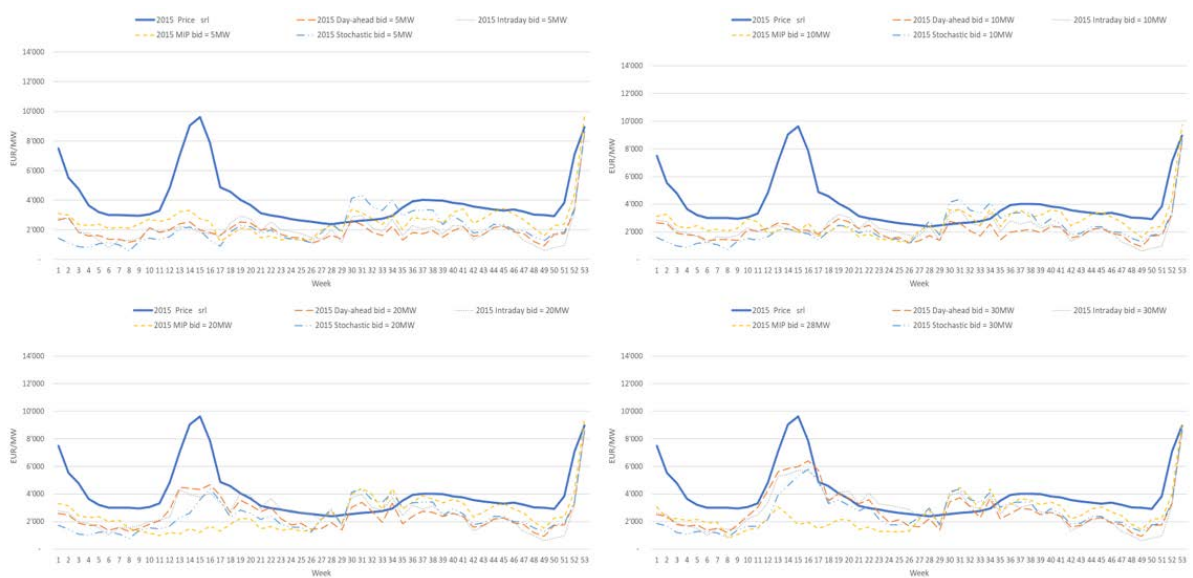 2015 Price srl 2015 Day-ahead bid = 5MW 2015 Intraday bid = 5MW
2015 MIP bid = 5MW 2015 Stochastic bid = 5MW
14'000
12'000
10'000
8'000
6'000
4'000
2'000
-
EUR/MW
1 2 3 4 5 6 7 8 9 10 11 12 13 14 15 16 17 18 19 20 21 22 23 24 25 26 27 28 29 30 31 32 33 34 35 36 37 38 39 40 41 42 43 44 45 46 47 48 49 50 51 52 53
Week
2015 Price srl 2015 Day-ahead bid = 10MW 2015 Intraday bid = 10MW
2015 MIP bid = 10MW 2015 Stochastic bid = 10MW
14'000
12'000
10'000
8'000
6'000
4'000
2'000
-
EUR/MW
1 2 3 4 5 6 7 8 9 10 11 12 13 14 15 16 17 18 19 20 21 22 23 24 25 26 27 28 29 30 31 32 33 34 35 36 37 38 39 40 41 42 43 44 45 46 47 48 49 50 51 52 53
Week
2015 Price srl 2015 Day-ahead bid = 20MW 2015 Intraday bid = 20MW
2015 MIP bid = 20MW 2015 Stochastic bid = 20MW
14'000
12'000
10'000
8'000
6'000
4'000
2'000
-
EUR/MW
1 2 3 4 5 6 7 8 9 10 11 12 13 14 15 16 17 18 19 20 21 22 23 24 25 26 27 28 29 30 31 32 33 34 35 36 37 38 39 40 41 42 43 44 45 46 47 48 49 50 51 52 53
Week
2015 Price srl 2015 Day-ahead bid = 30MW 2015 Intraday bid = 30MW
2015 MIP bid = 28MW 2015 Stochastic bid = 30MW
14'000
12'000
10'000
8'000
6'000
4'000
2'000
-
EUR/MW
1 2 3 4 5 6 7 8 9 10 11 12 13 14 15 16 17 18 19 20 21 22 23 24 25 26 27 28 29 30 31 32 33 34 35 36 37 38 39 40 41 42 43 44 45 46 47 48 49 50 51 52 53
Week